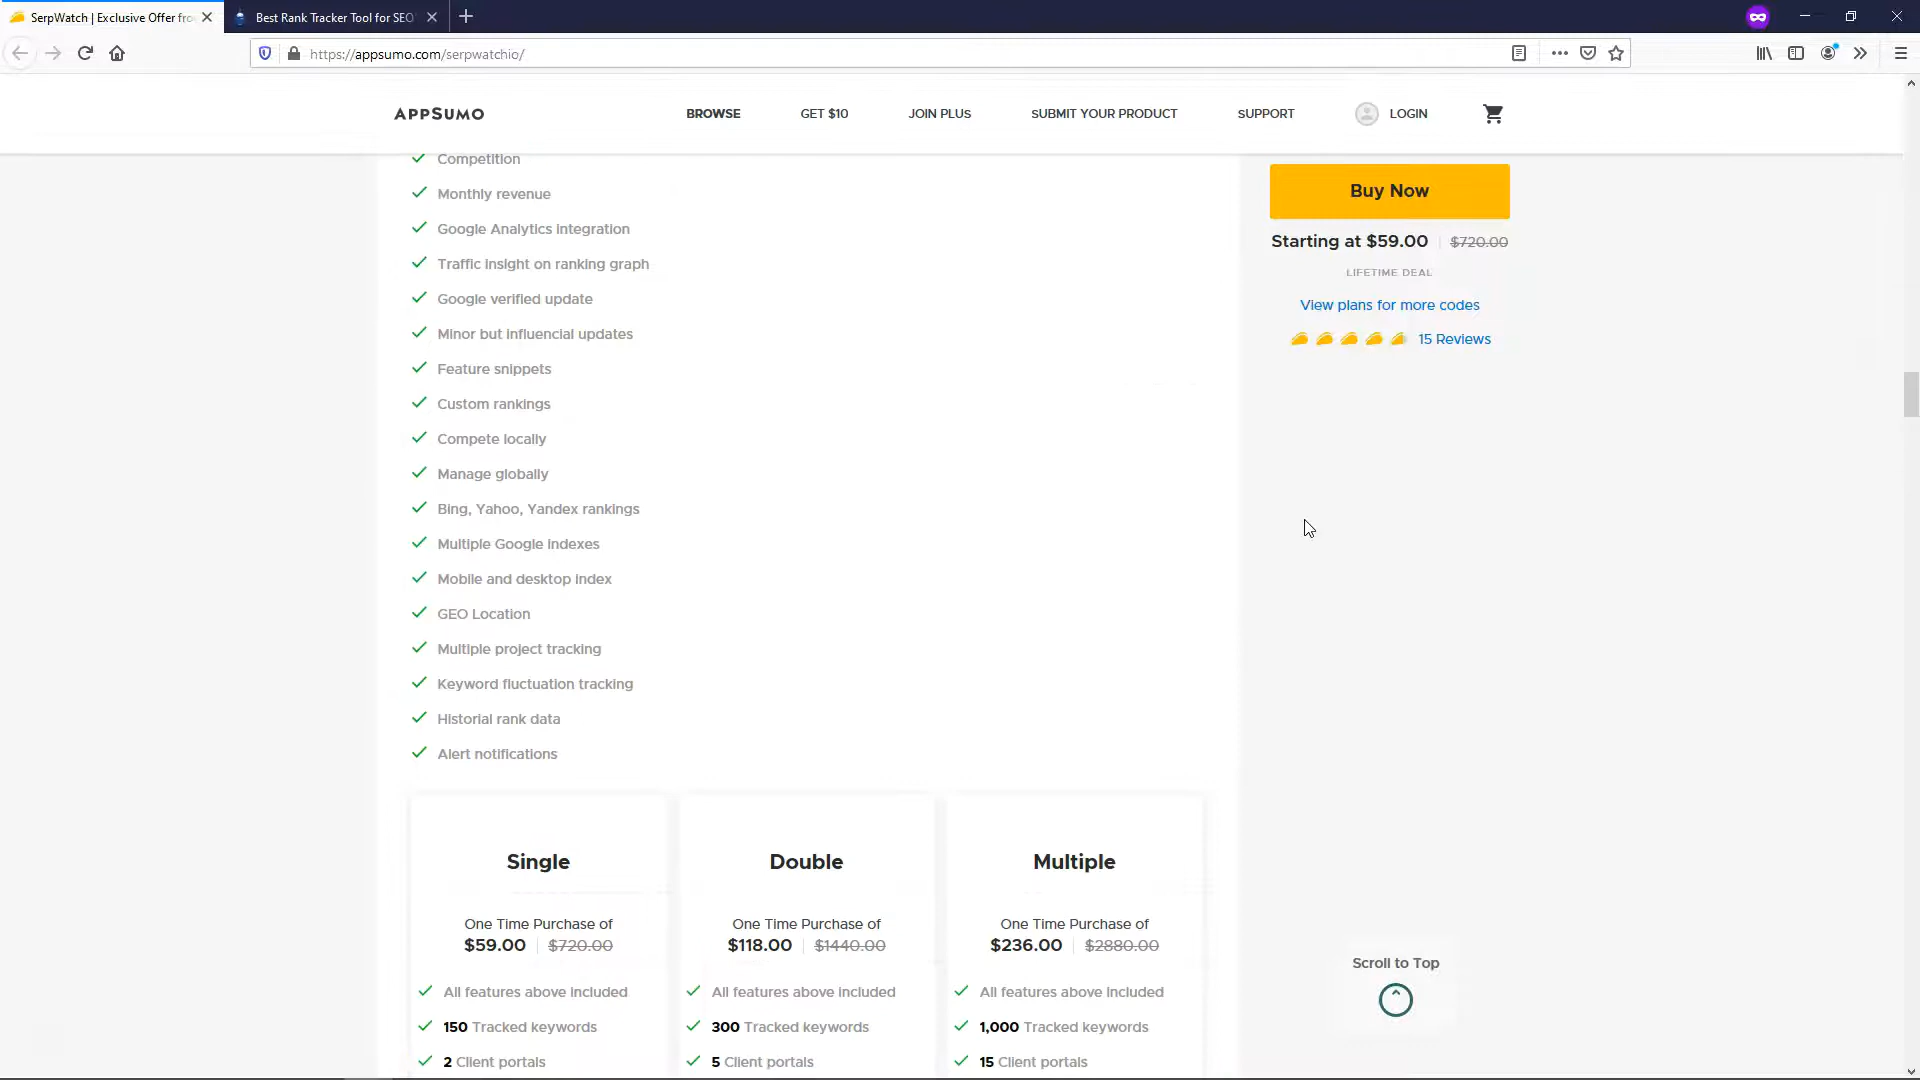 SerpWatch | Exclusive Offer fro
Best Rank Tracker Tool for SEO
https://appsumo.com/serpwatchio/
APPSUMO
BROWSE
GET $10
JOIN PLUS
SUBMIT YOUR PRODUCT
SUPPORT
LOGIN
Competition
Monthly revenue
Google Analytics integration
Traffic insight on ranking graph
Google verified update
Minor but influencial updates
Feature snippets
Custom rankings
Compete locally
Manage globally
Bing, Yahoo, Yandex rankings
Multiple Google indexes
Mobile and desktop index
GEO Location
Multiple project tracking
Keyword fluctuation tracking
Historial rank data
Alert notifications
Buy Now
Starting at $59.00 | $720.00
LIFETIME DEAL
View plans for more codes
15 Reviews
Single
One Time Purchase of
$59.00 | $720.00
All features above included
150 Tracked keywords
2 Client portals
Double
One Time Purchase of
$118.00 | $1440.00
All features above included
300 Tracked keywords
5 Client portals
Multiple
One Time Purchase of
$236.00 | $2880.00
All features above included
1,000 Tracked keywords
15 Client portals
Scroll to Top